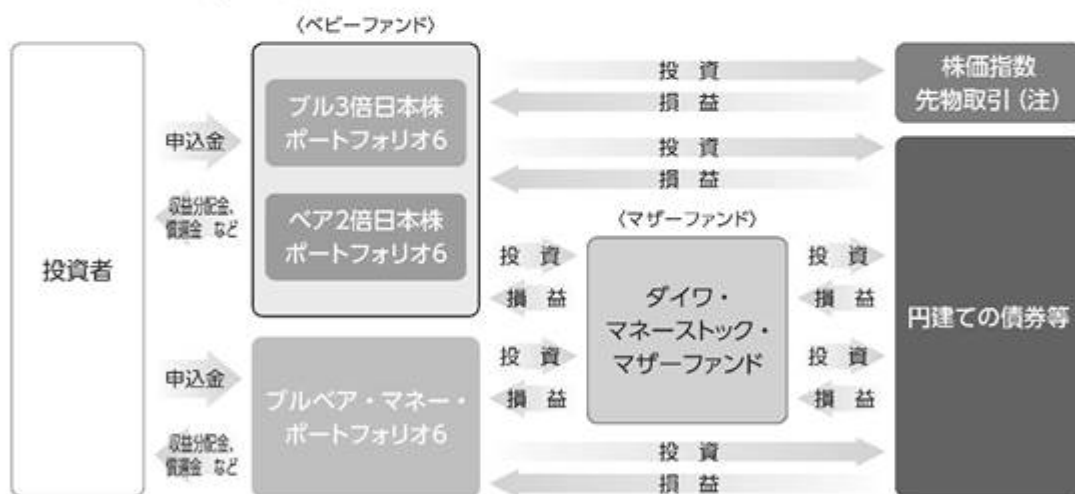 〈ベビーファンド〉
投資者
申込金
収益分配金、
償還金 など
ブル3倍日本株
ポートフォリオ6
ベア2倍日本株
ポートフォリオ6
投 資
損 益
株価指数
先物取引（注）
投 資
損 益
〈マザーファンド〉
投 資
損 益
ダイワ・
マネーストック・
マザーファンド
投 資
損 益
円建ての債券等
申込金
収益分配金、
償還金 など
ブルベア・マネー・
ポートフォリオ6
投 資
損 益
投 資
損 益
投 資
損 益